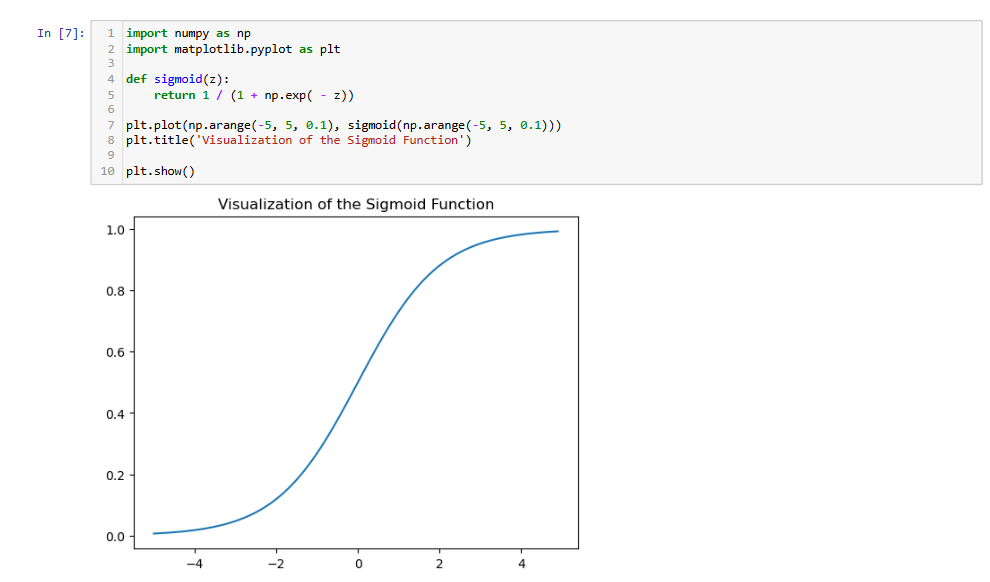 In [7]:
1 import numpy as np
2 import matplotlib.pyplot as plt
3
4 def sigmoid(z):
5     return 1 / (1 + np.exp( - z))
6
7 plt.plot(np.arange(-5, 5, 0.1), sigmoid(np.arange(-5, 5, 0.1)))
8 plt.title('Visualization of the Sigmoid Function')
9
10 plt.show()
Visualization of the Sigmoid Function
1.0
0.8
0.6
0.4
0.2
0.0
−4 −2 0 2 4